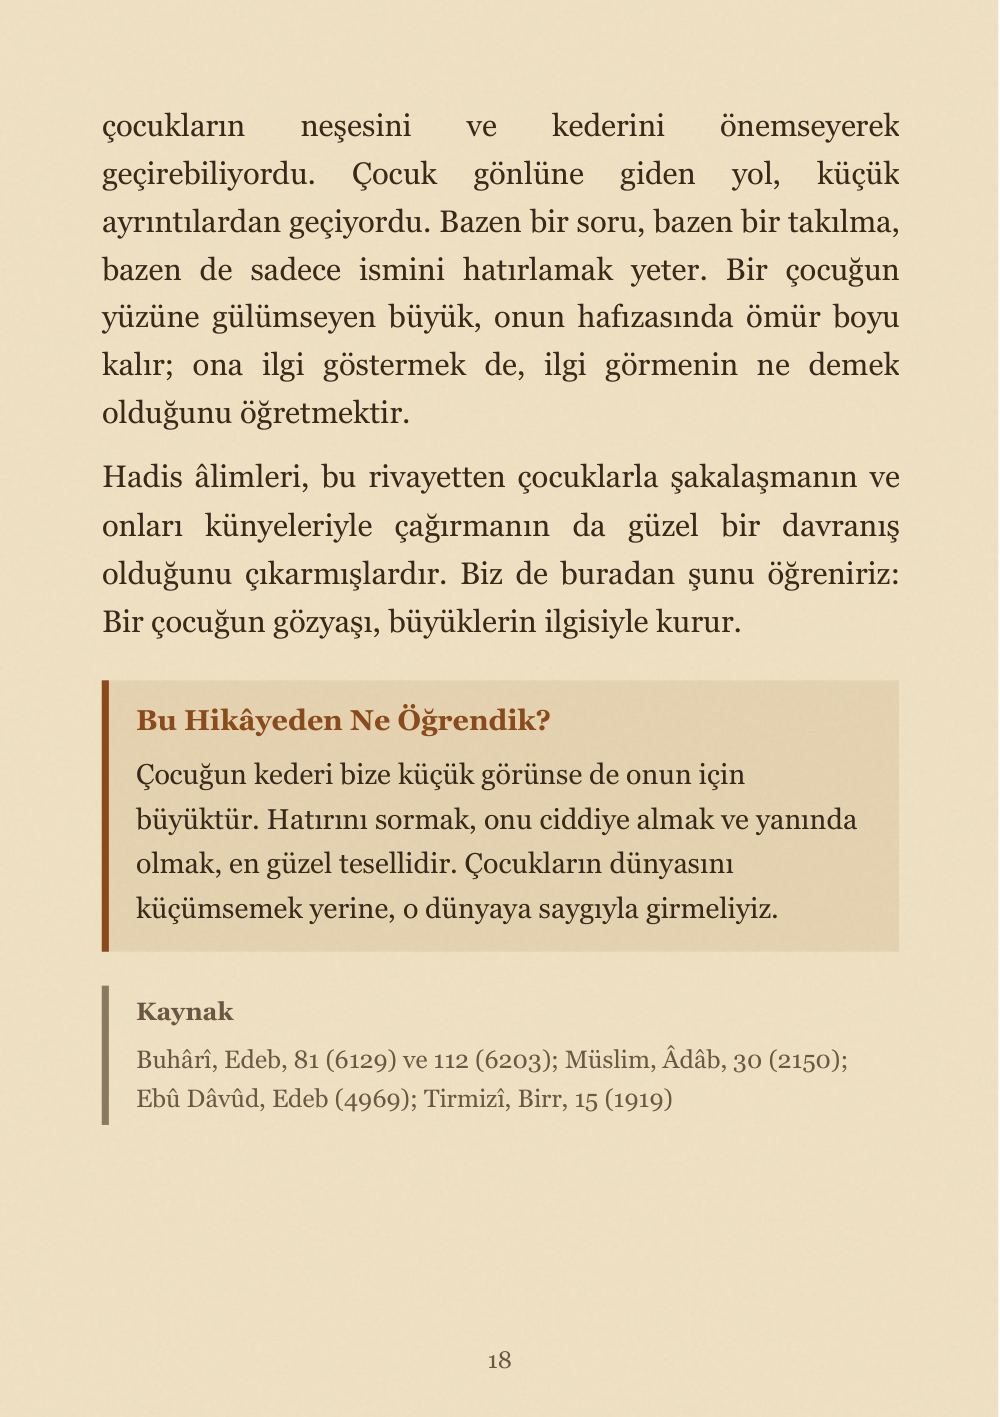 çocukların neşesini ve kederini önemseyerek
geçirebiliyordu. Çocuk gönlüne giden yol, küçük
ayrıntılardan geçiyordu. Bazen bir soru, bazen bir takılma,
bazen de sadece ismini hatırlamak yeter. Bir çocuğun
yüzüne gülümseyen büyük, onun hafızasında ömür boyu
kalır; ona ilgi göstermek de, ilgi görmenin ne demek
olduğunu öğretmektir.
Hadis âlimleri, bu rivayetten çocuklarla şakalaşmanın ve
onları künyeleriyle çağırmanın da güzel bir davranış
olduğunu çıkarmışlardır. Biz de buradan şunu öğreniriz:
Bir çocuğun gözyaşı, büyüklerin ilgisiyle kurur.
Bu Hikâyeden Ne Öğrendik?
Çocuğun kederi bize küçük görünse de onun için
büyüktür. Hatırını sormak, onu ciddiye almak ve yanında
olmak, en güzel tesellidir. Çocukların dünyasını
küçümsemek yerine, o dünyaya saygıyla girmeliyiz.
Kaynak
Buhârî, Edeb, 81 (6129) ve 112 (6203); Müslim, Âdâb, 30 (2150);
Ebû Dâvûd, Edeb (4969); Tirmizî, Birr, 15 (1919)
18